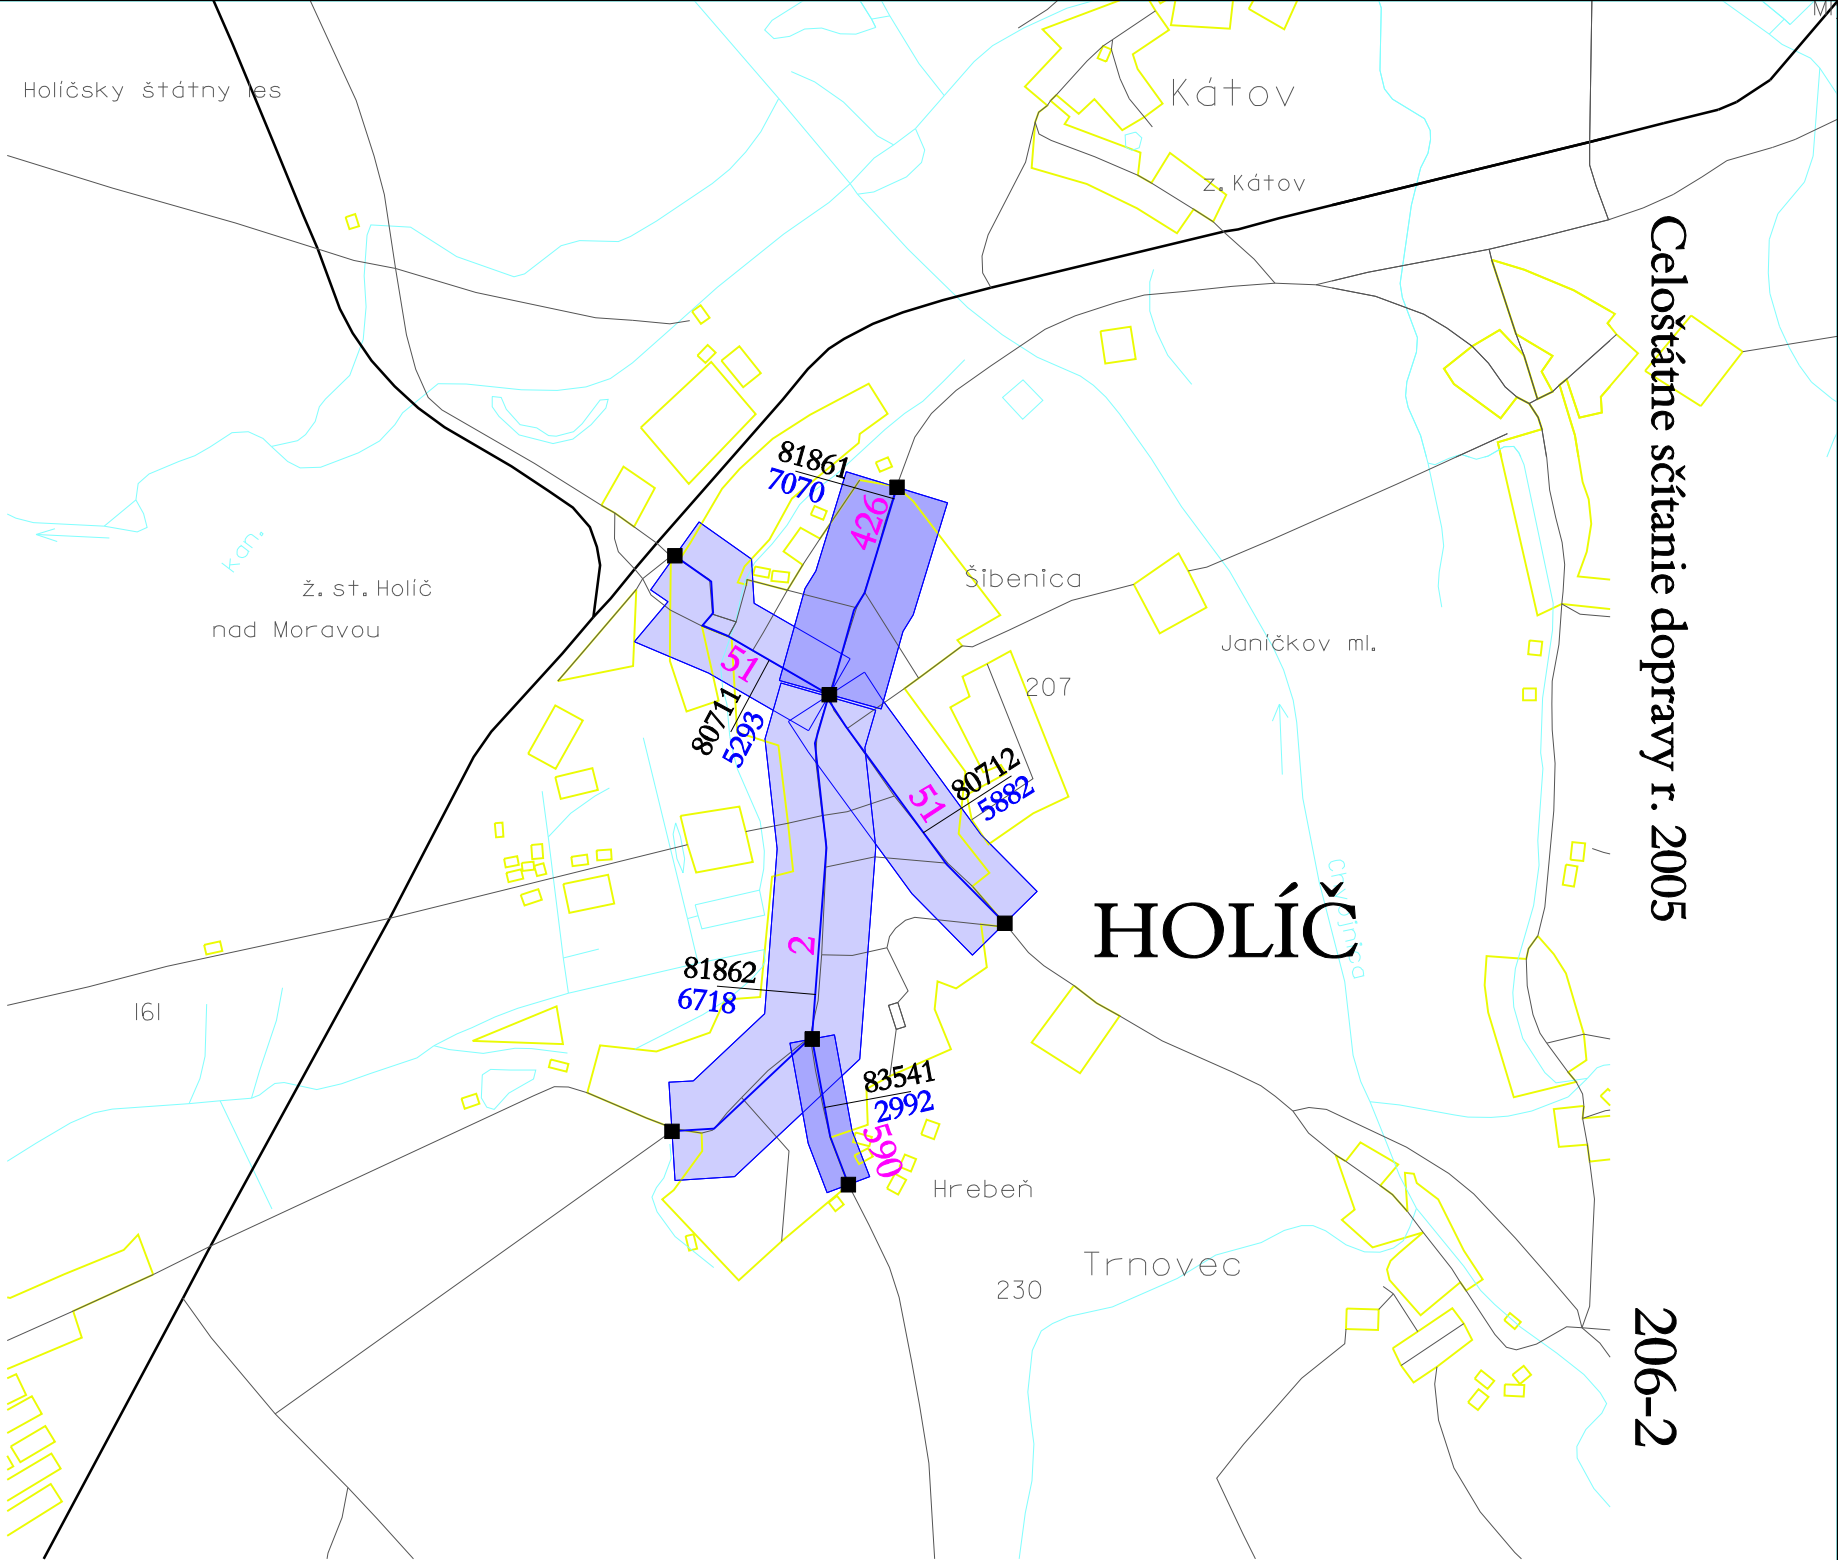 Holíčsky štátny les
Kátov
z. Kátov
Celoštátne sčítanie dopravy r. 2005
81861
7070
426
kan.
ž. st. Holíč
nad Moravou
Šibenica
Janíčkov ml.
51
207
80711
5293
80712
5882
51
HOLÍČ
2
81862
6718
161
83541
2992
590
Hrebeň
Trnovec
230
206-2